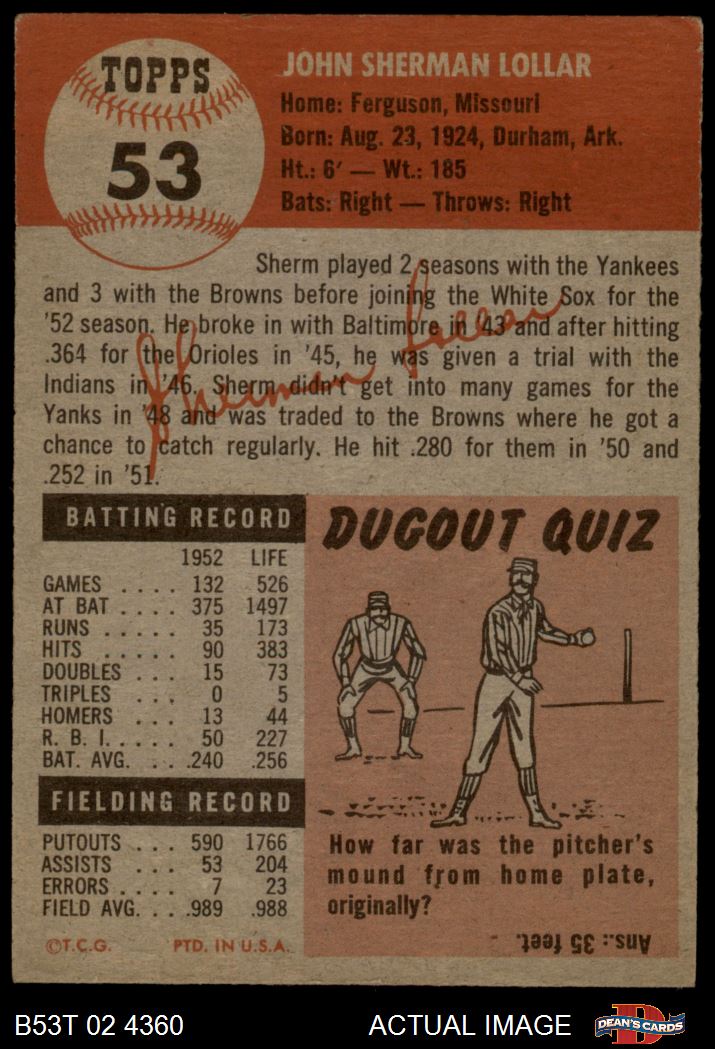 TOPPS
53
JOHN SHERMAN LOLLAR
Home: Ferguson, Missouri
Born: Aug. 23, 1924, Durham, Ark.
Ht.: 6' — Wt.: 185
Bats: Right — Throws: Right
Sherm played 2 seasons with the Yankees
and 3 with the Browns before joining the White Sox for the
'52 season. He broke in with Baltimore in '43 and after hitting
.364 for the Orioles in '45, he was given a trial with the
Indians in '46. Sherm didn't get into many games for the
Yanks in '48 and was traded to the Browns where he got a
chance to catch regularly. He hit .280 for them in '50 and
.252 in '51.
Sherman Lollar
BATTING RECORD
1952 LIFE
GAMES . . . . 132 526
AT BAT . . . . 375 1497
RUNS . . . . . 35 173
HITS . . . . . 90 383
DOUBLES . . . 15 73
TRIPLES . . . 0 5
HOMERS . . . 13 44
R. B. I. . . . . 50 227
BAT. AVG. . . .240 .256
FIELDING RECORD
PUTOUTS . . . 590 1766
ASSISTS . . . 53 204
ERRORS . . . . 7 23
FIELD AVG. . . .989 .988
©T.C.G. PTD. IN U.S.A.
DUGOUT QUIZ
How far was the pitcher's
mound from home plate,
originally?
Ans.: 35 feet.
B53T 02 4360 ACTUAL IMAGE DEAN'S CARDS